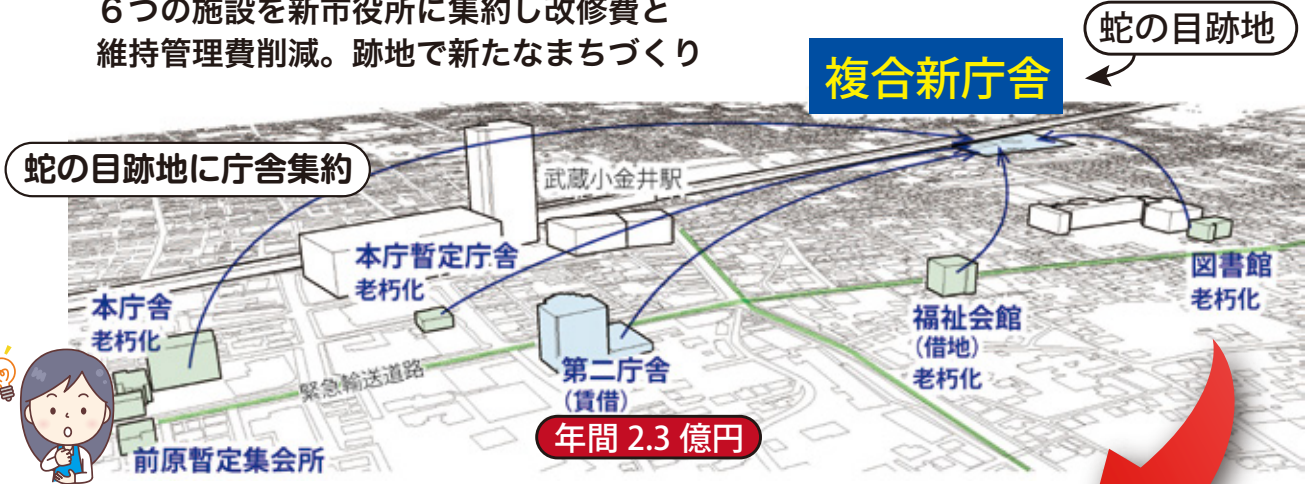 ６つの施設を新市役所に集約し改修費と
維持管理費削減。跡地で新たなまちづくり
蛇の目跡地
複合新庁舎
蛇の目跡地に庁舎集約
武蔵小金井駅
本庁暫定庁舎
老朽化
図書館
老朽化
本庁舎
老朽化
福祉会館
（借地）
老朽化
第二庁舎
（賃借）
緊急輸送道路
年間 2.3 億円
前原暫定集会所